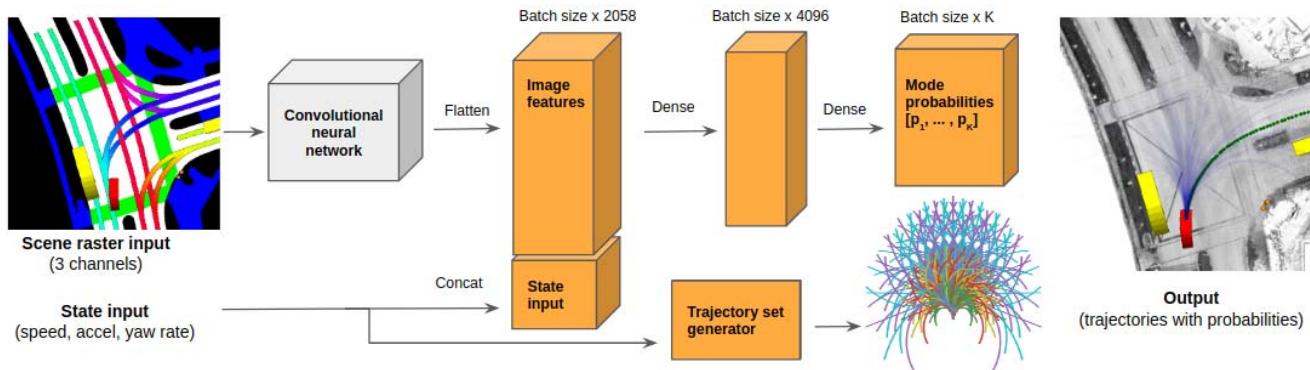 Batch size x 2058
Batch size x 4096
Batch size x K
Convolutional
neural
network
Flatten
Image
features
Dense
Dense
Mode
probabilities
[p1, ... , pK]
Scene raster input
(3 channels)
State input
(speed, accel, yaw rate)
Concat
State
input
Trajectory set
generator
Output
(trajectories with probabilities)